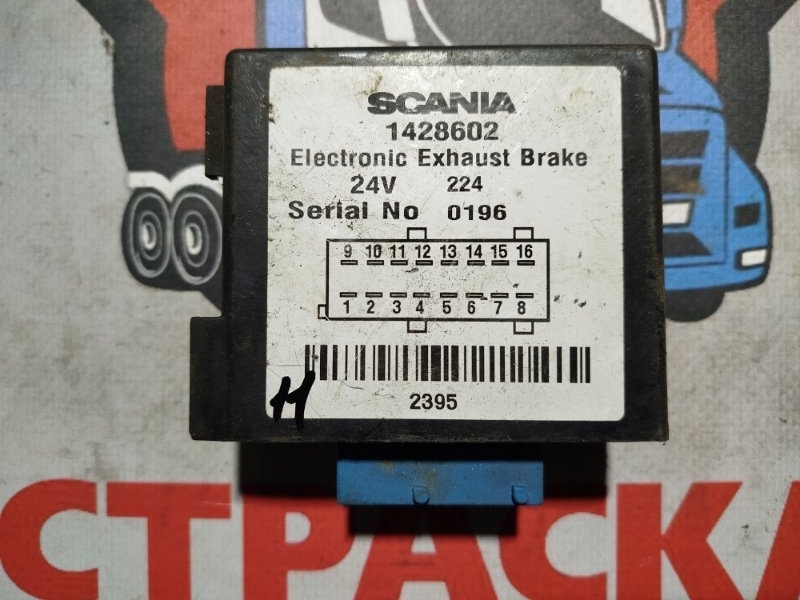 SCANIA
1428602
Electronic Exhaust Brake
24V 224
Serial No 0196
9 10 11 12 13 14 15 16
1 2 3 4 5 6 7 8
2395
СТРАСКА